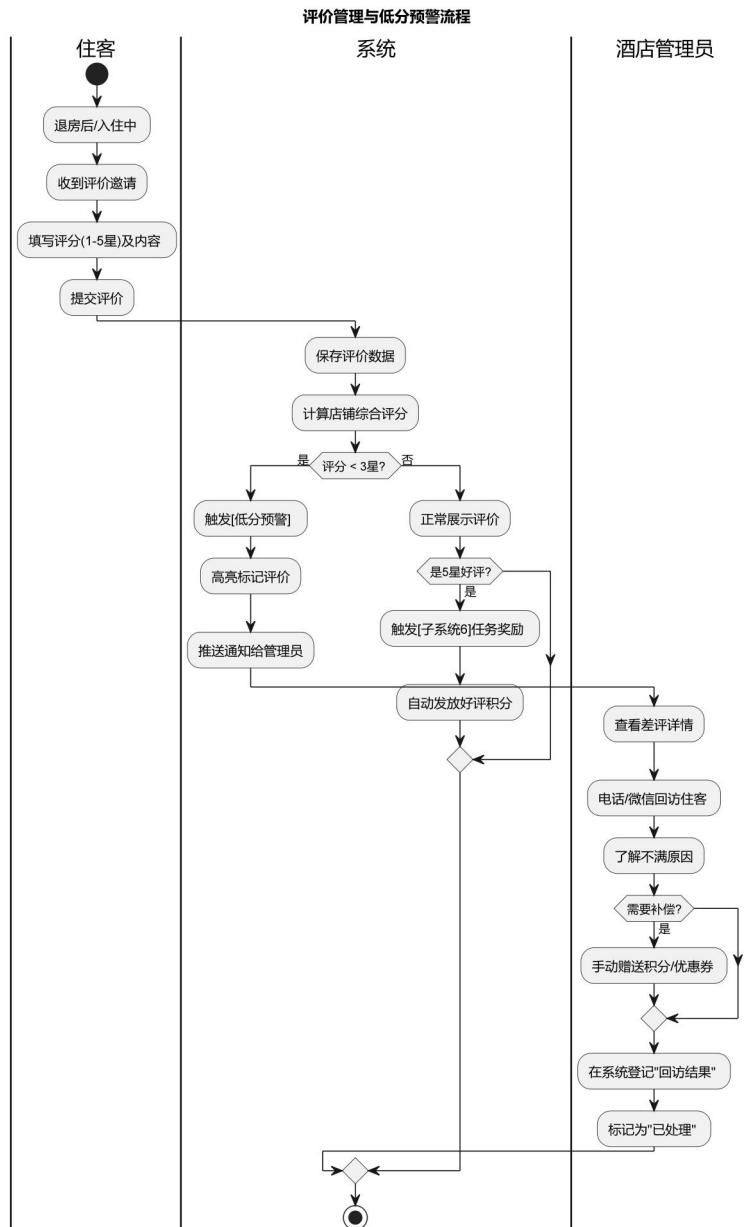 评价管理与低分预警流程
住客
系统
酒店管理员
退房后/入住中
收到评价邀请
填写评分(1-5星)及内容
提交评价
保存评价数据
计算店铺综合评分
是
评分 < 3星?
否
触发[低分预警]
正常展示评价
高亮标记评价
是5星好评?
是
推送通知给管理员
触发[子系统6]任务奖励
自动发放好评积分
查看差评详情
电话/微信回访住客
了解不满原因
需要补偿?
是
手动赠送积分/优惠券
在系统登记"回访结果"
标记为"已处理"